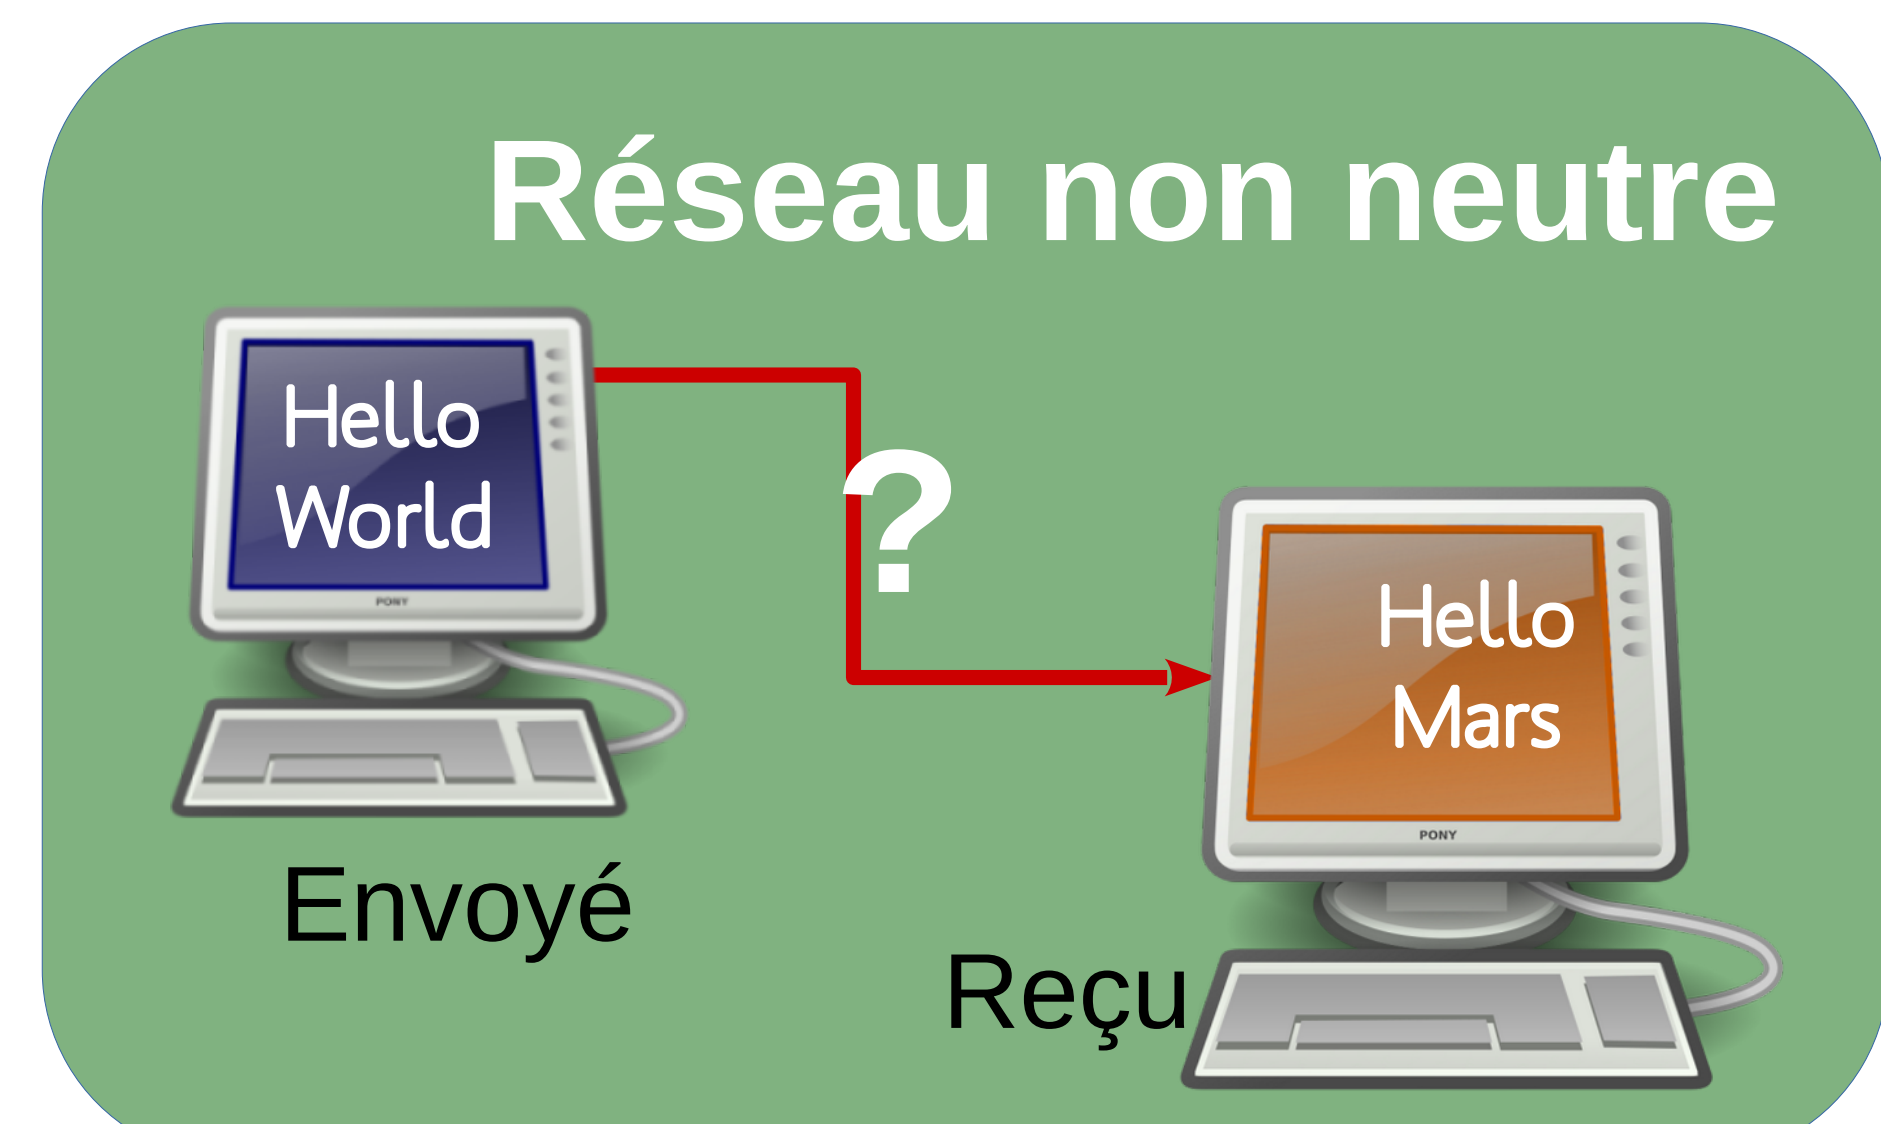 Réseau non neutre
Hello
World
PONY
?
Hello
Mars
PONY
Envoyé
Reçu